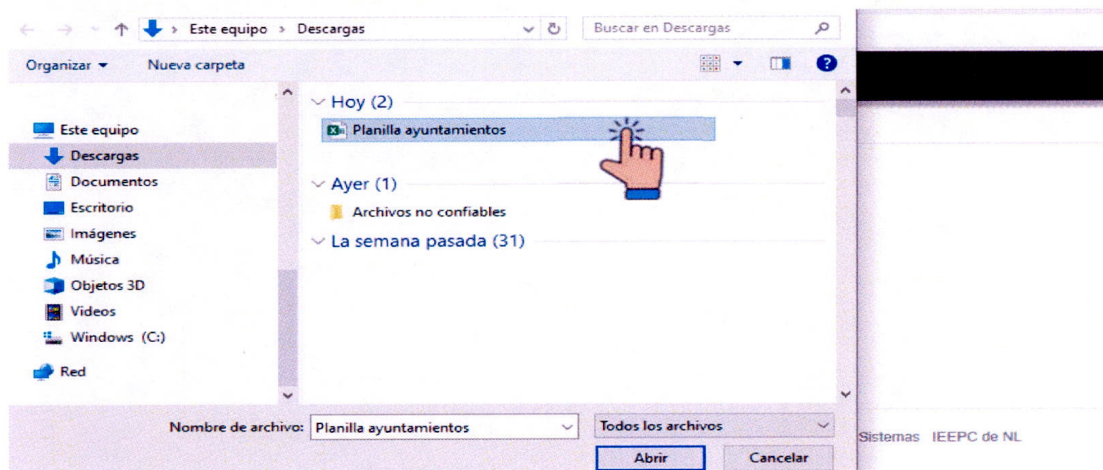 Este equipo > Descargas
Buscar en Descargas
Organizar
Nueva carpeta
Este equipo
Descargas
Documentos
Escritorio
Imágenes
Música
Objetos 3D
Videos
Windows (C:)
Red
Hoy (2)
Planilla ayuntamientos
Ayer (1)
Archivos no confiables
La semana pasada (31)
Nombre de archivo: Planilla ayuntamientos
Todos los archivos
Abrir
Cancelar
Sistemas IEEPC de NL